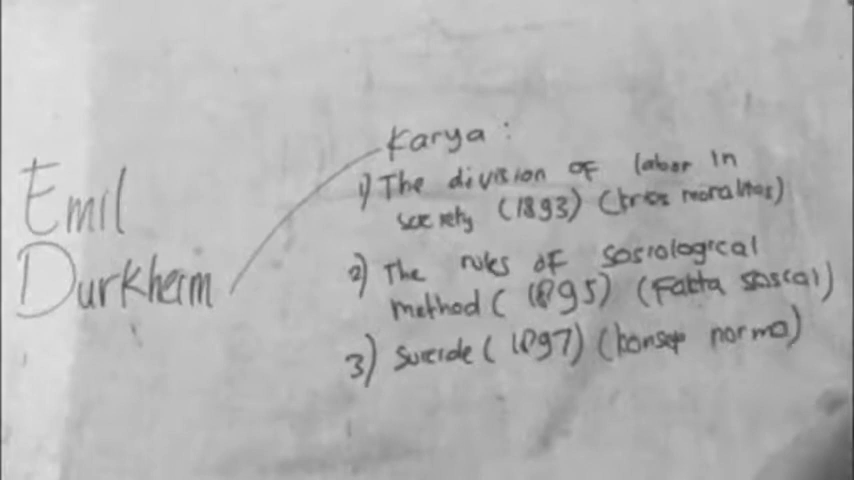 Emil
Durkheim
Karya :
1) The division of labor in
society (1893) (krisis moralitas)
2) The rules of sosiological
method ( 1895) (Fakta sosial)
3) Suicide ( 1897) (konsep norma)